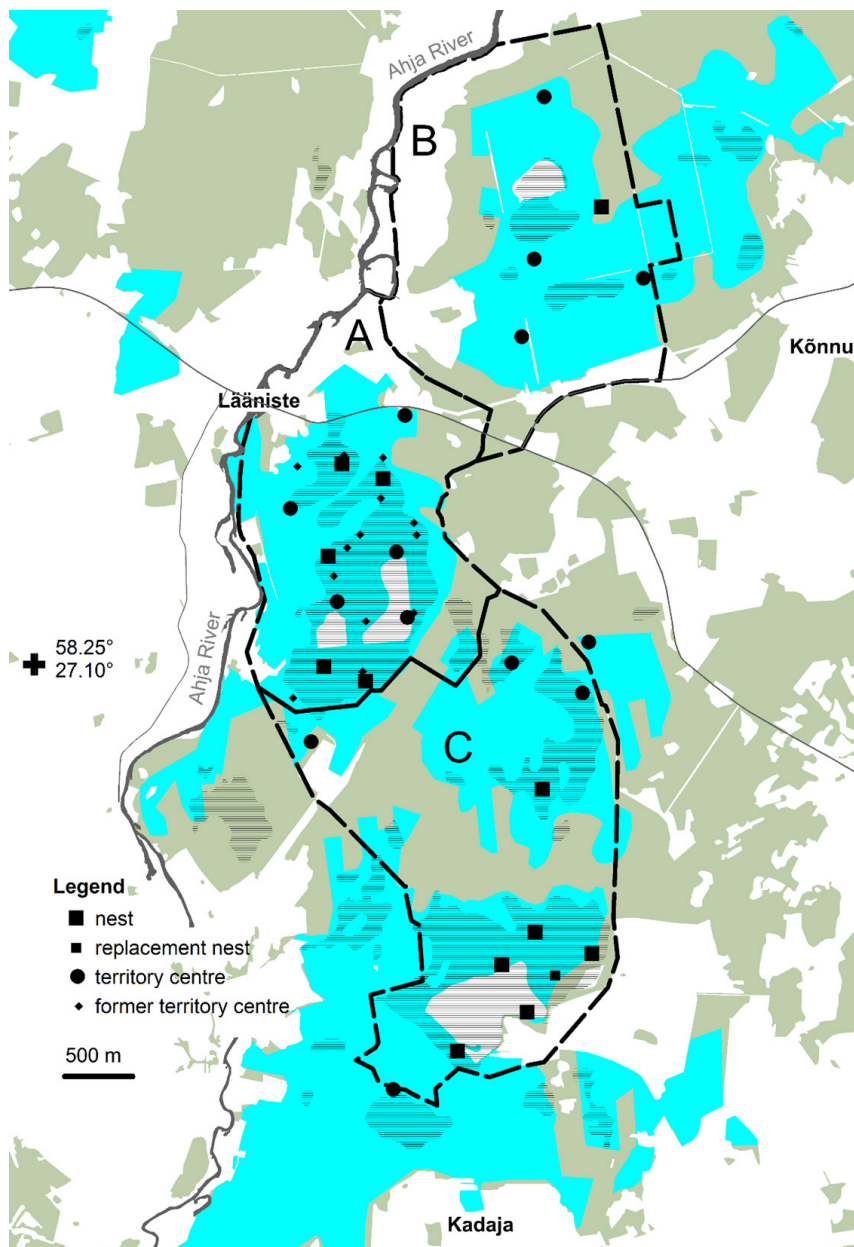 Ahja River
B
A
Kõnnu
Lääniste
58.25°
27.10°
Ahja River
C
Legend
nest
replacement nest
territory centre
former territory centre
500 m
Kadaja